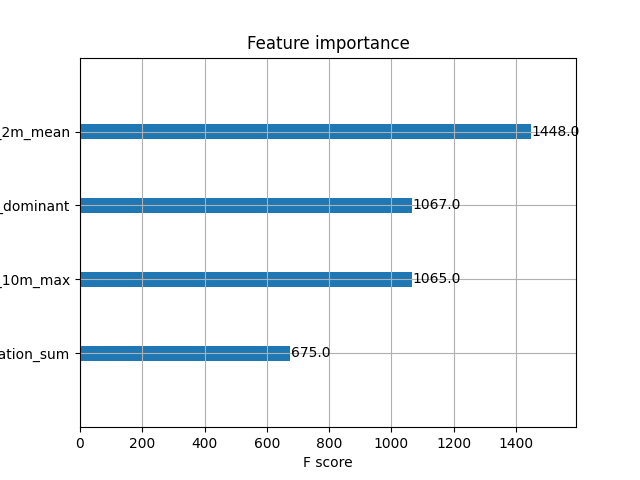 Feature importance
_2m_mean
1448.0
_dominant
1067.0
_10m_max
1065.0
ation_sum
675.0
0 200 400 600 800 1000 1200 1400
F score